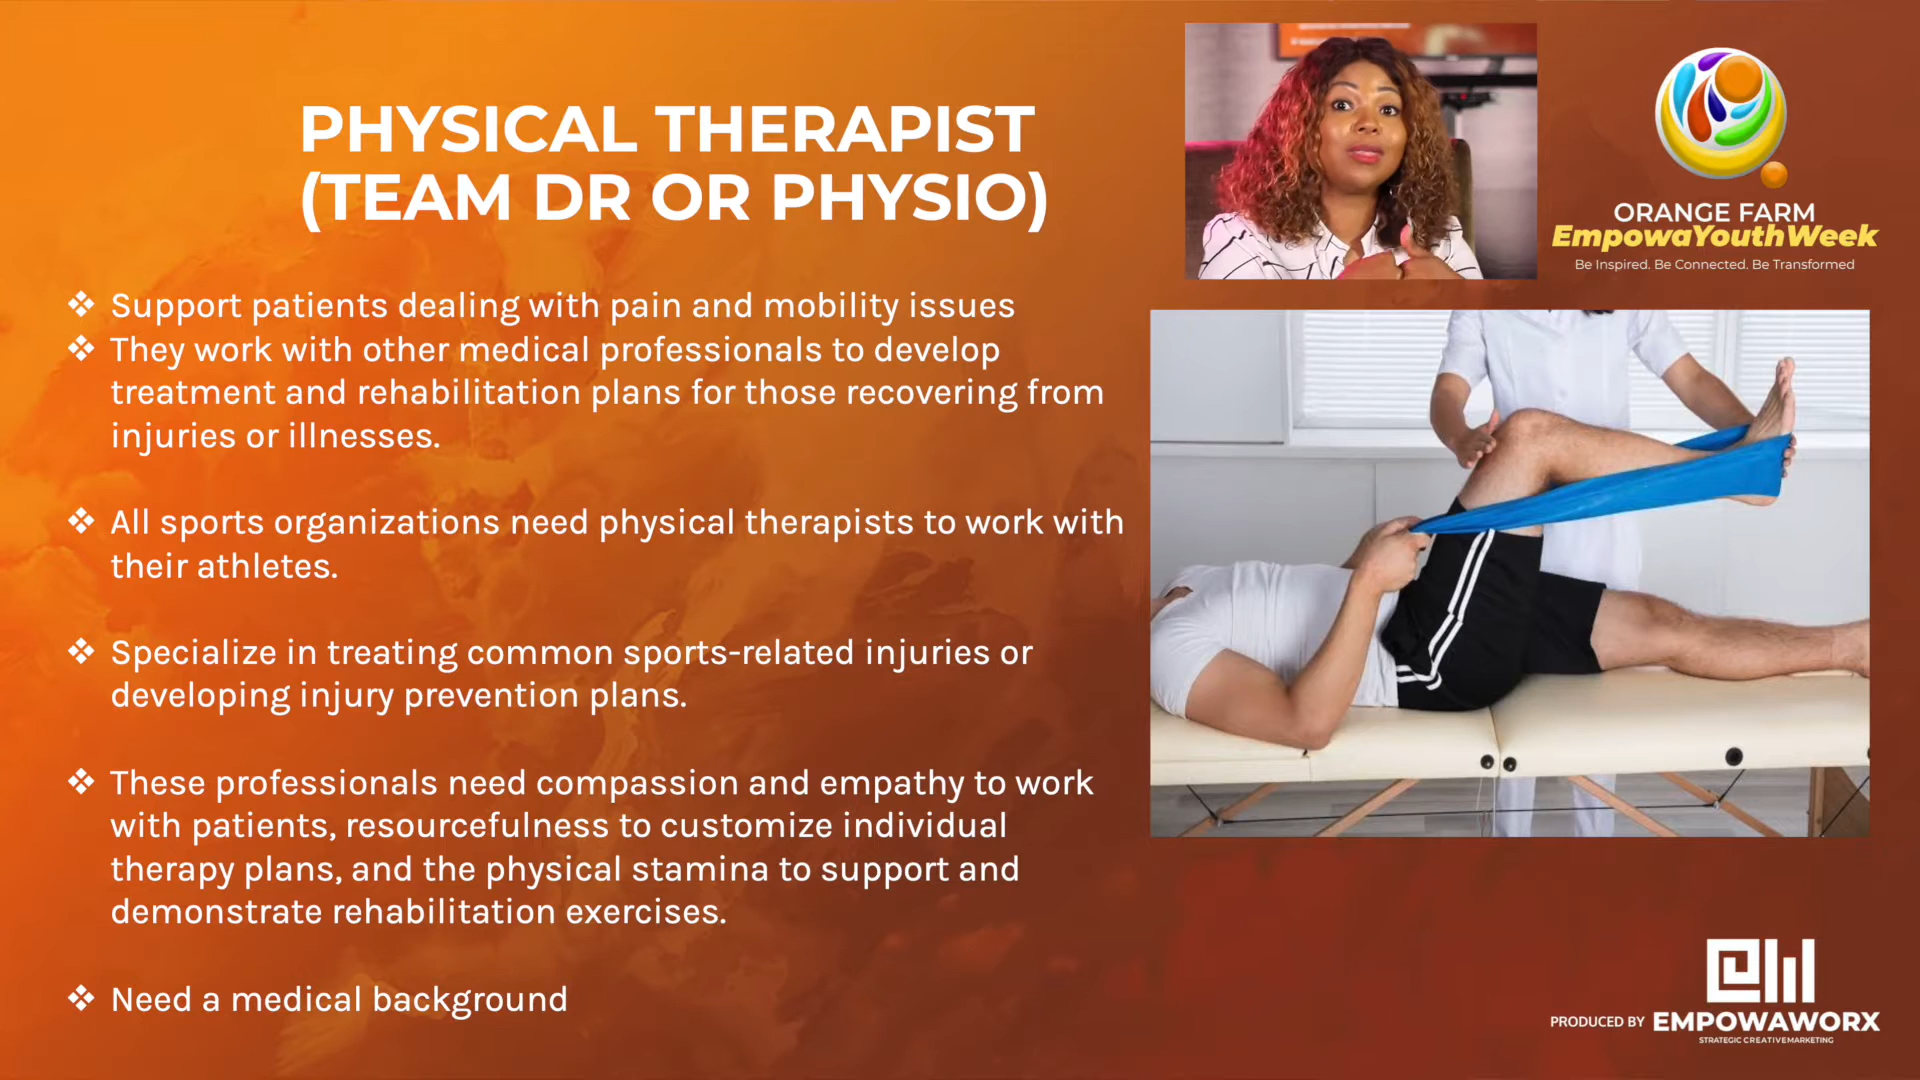 PHYSICAL THERAPIST
(TEAM DR OR PHYSIO)
ORANGE FARM
EmpowaYouthWeek
Be Inspired. Be Connected. Be Transformed
❖ Support patients dealing with pain and mobility issues
❖ They work with other medical professionals to develop
treatment and rehabilitation plans for those recovering from
injuries or illnesses.
❖ All sports organizations need physical therapists to work with
their athletes.
❖ Specialize in treating common sports-related injuries or
developing injury prevention plans.
❖ These professionals need compassion and empathy to work
with patients, resourcefulness to customize individual
therapy plans, and the physical stamina to support and
demonstrate rehabilitation exercises.
❖ Need a medical background
PRODUCED BY EMPOWAWORX
STRATEGIC CREATIVE MARKETING